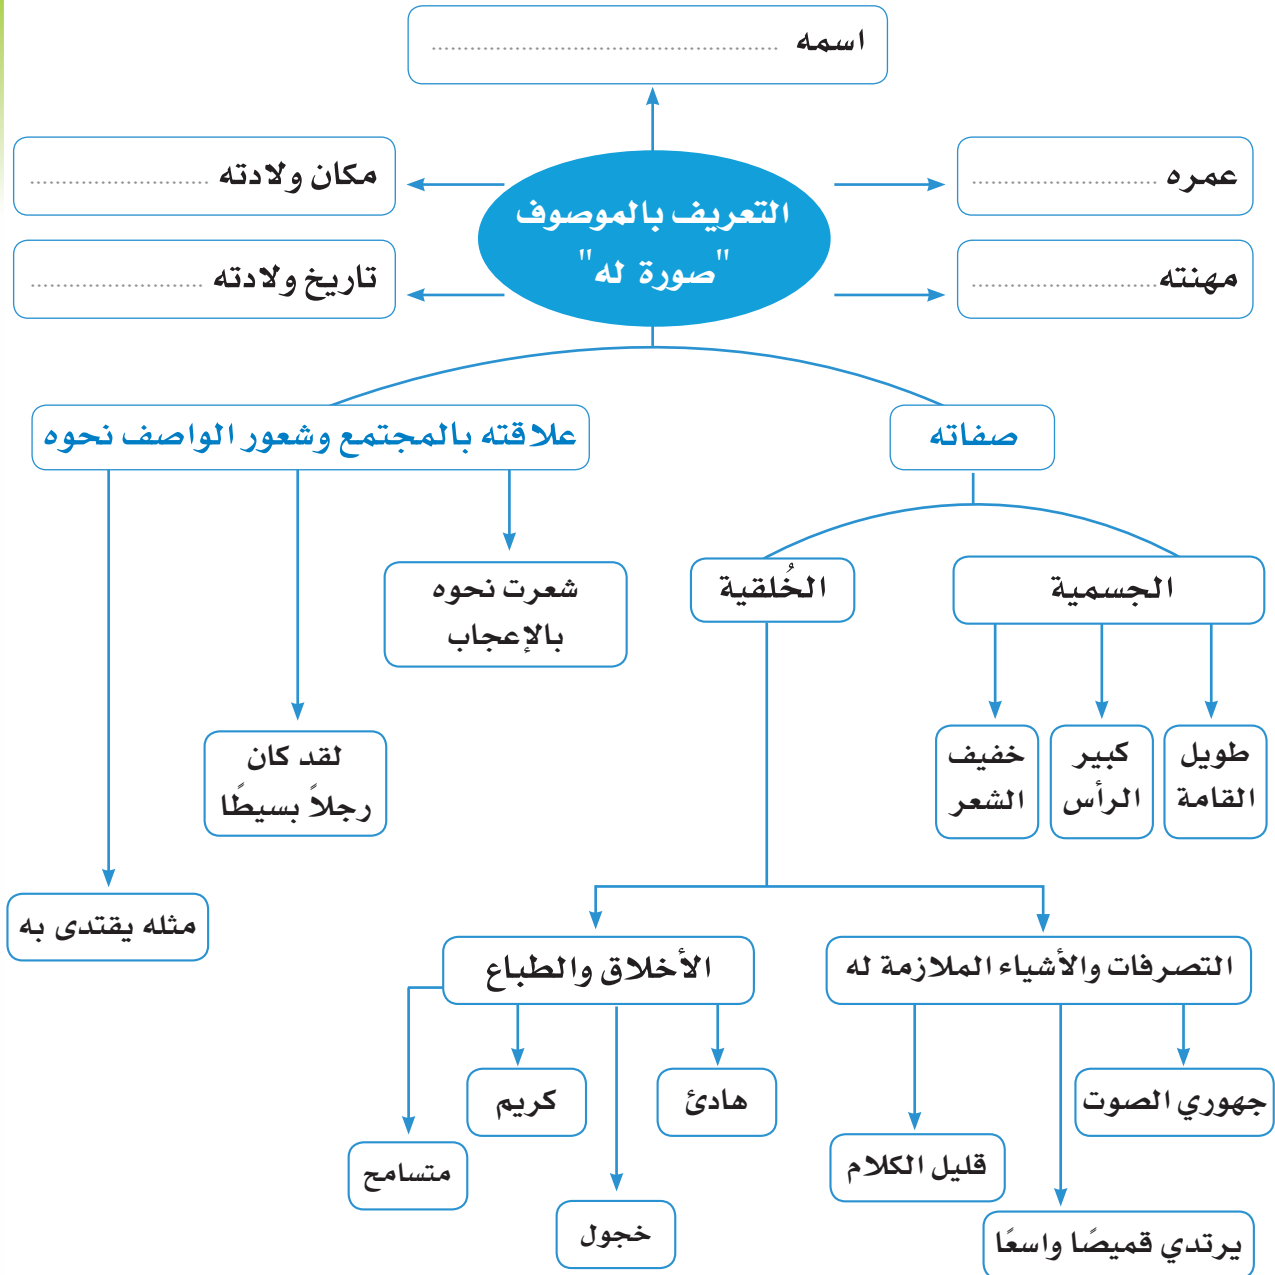 اسمه ................................................
عمره ..........................
مكان ولادته ..........................
التعريف بالموصوف
"صورة له"
مهنته..........................
تاريخ ولادته ..........................
صفاته
علاقته بالمجتمع وشعور الواصف نحوه
الجسمية
الخُلقية
شعرت نحوه
بالإعجاب
طويل
القامة
كبير
الرأس
خفيف
الشعر
لقد كان
رجلاً بسيطًا
مثله يقتدى به
التصرفات والأشياء الملازمة له
الأخلاق والطباع
جهوري الصوت
يرتدي قميصًا واسعًا
قليل الكلام
هادئ
خجول
كريم
متسامح